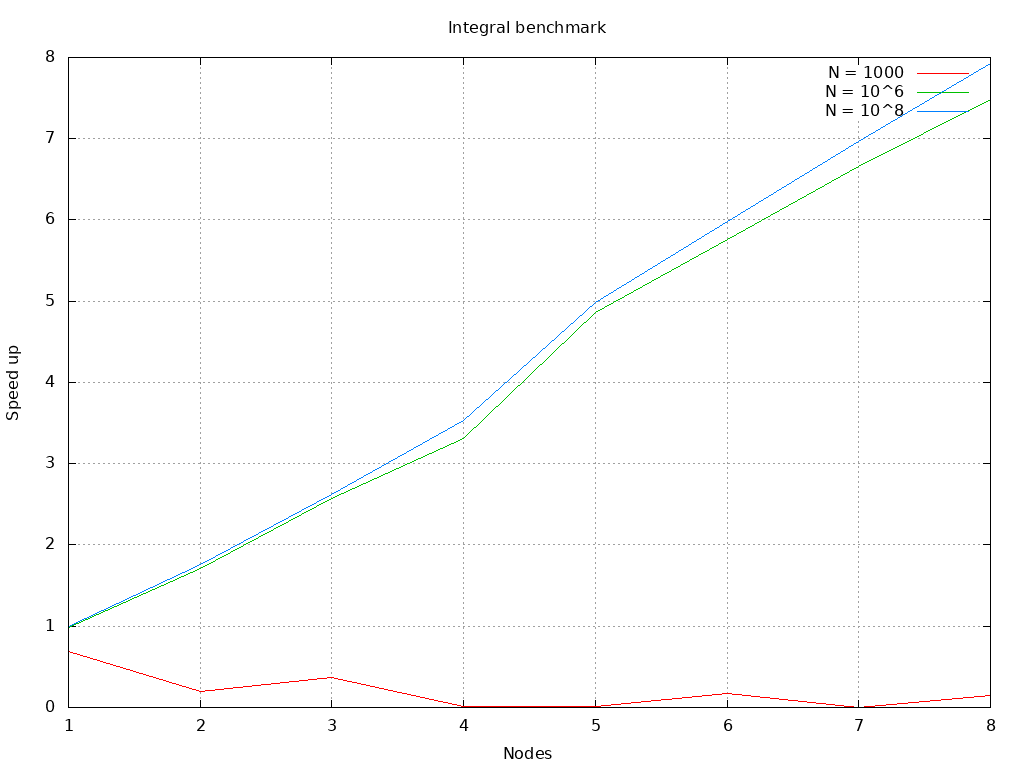 Integral benchmark
N = 1000
N = 10^6
N = 10^8
8
7
6
5
4
3
2
1
0
Speed up
1 2 3 4 5 6 7 8
Nodes